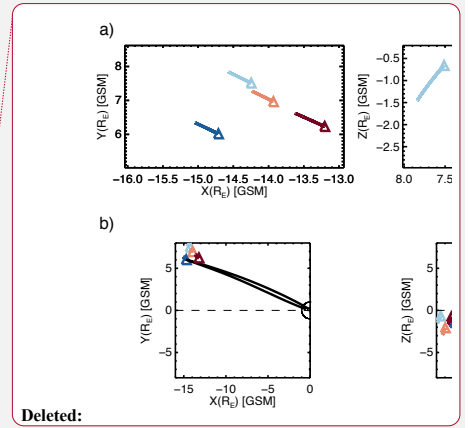 a)
8
7
6
Y(R_E) [GSM]
−16.0 −15.5 −15.0 −14.5 −14.0 −13.5 −13.0
X(R_E) [GSM]
−0.5
−1.0
−1.5
−2.0
−2.5
Z(R_E) [GSM]
8.0 7.5
b)
5
0
−5
Y(R_E) [GSM]
−15 −10 −5 0
X(R_E) [GSM]
5
0
−5
Z(R_E) [GSM]
Deleted: